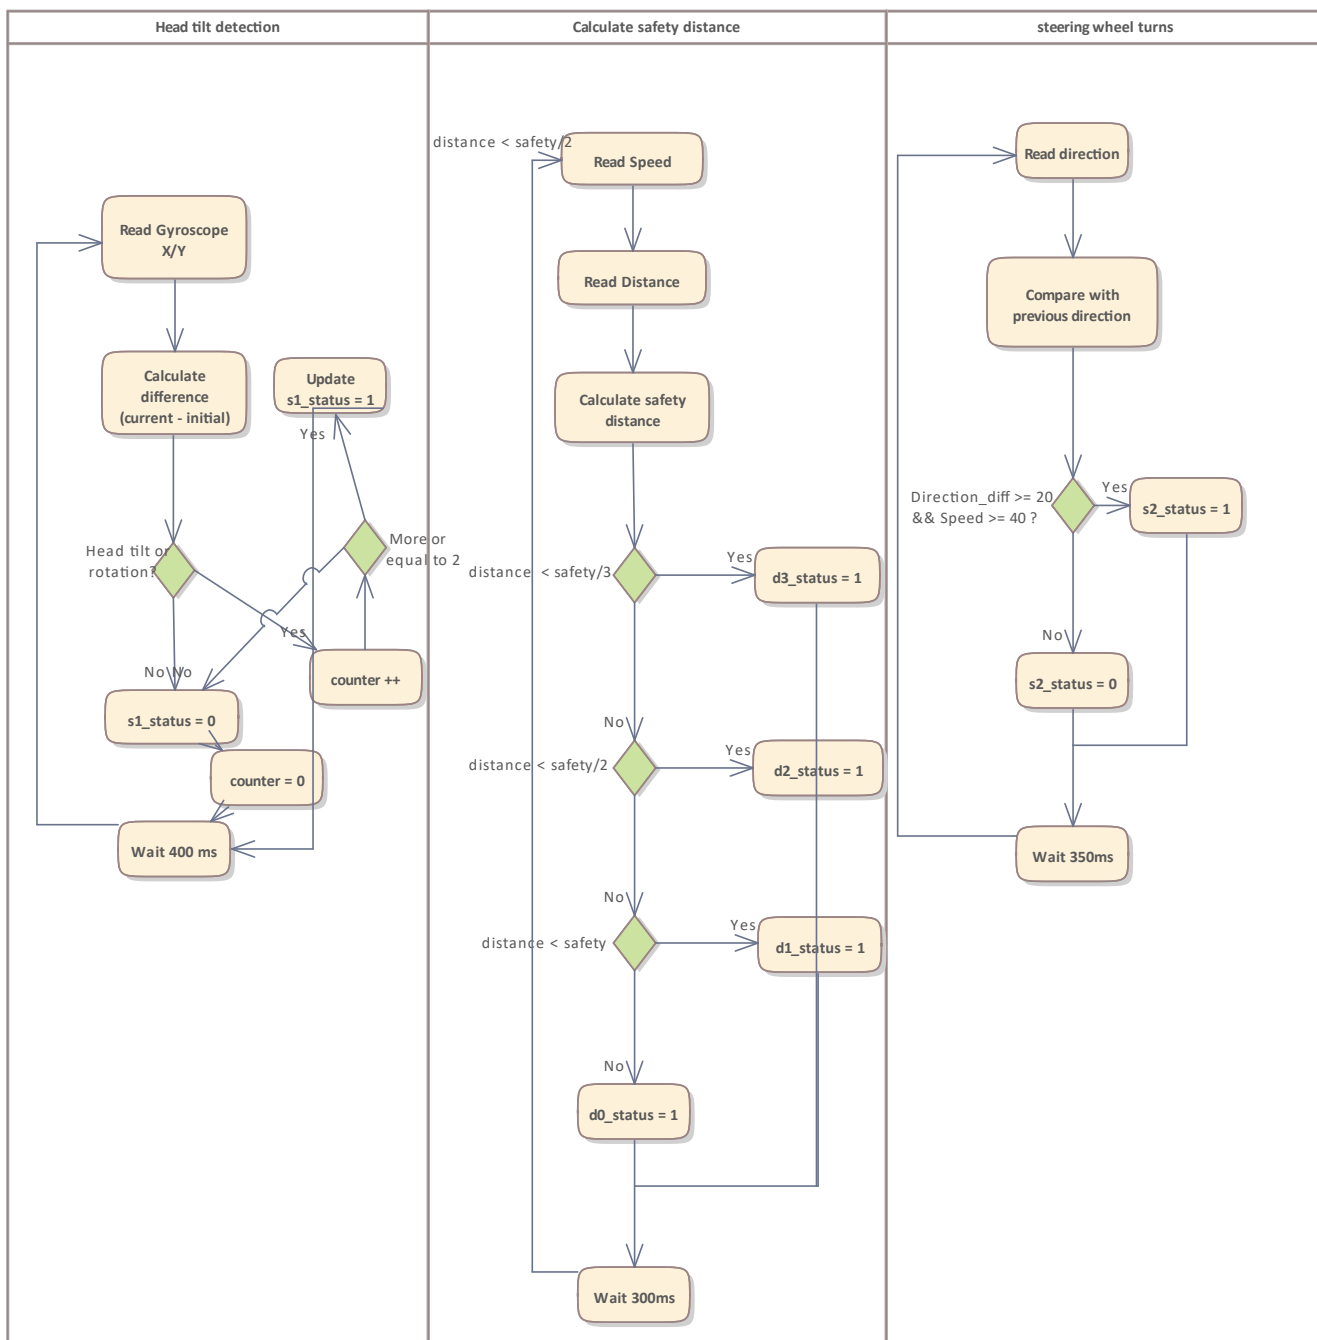 Head tilt detection
Read Gyroscope
X/Y
Calculate
difference
(current - initial)
Update
s1_status = 1
Yes
Head tilt or
rotation?
More or
equal to 2
Yes
No
No
counter ++
s1_status = 0
counter = 0
Wait 400 ms
Calculate safety distance
distance < safety/2
Read Speed
Read Distance
Calculate safety
distance
distance < safety/3
Yes
d3_status = 1
No
distance < safety/2
Yes
d2_status = 1
No
distance < safety
Yes
d1_status = 1
No
d0_status = 1
Wait 300ms
steering wheel turns
Read direction
Compare with
previous direction
Direction_diff >= 20
&& Speed >= 40 ?
Yes
s2_status = 1
No
s2_status = 0
Wait 350ms